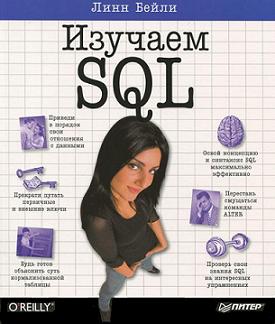 Линн Бейли
Изучаем
SQL
Приведи
в порядок
свои
отношения
с данными
Прекрати путать
первичные
и внешние ключи
Будь готов
объяснить суть
нормализованной
таблицы
Освой концепцию
и синтаксис SQL
максимально
эффективно
Перестань
смущаться
команды
ALTER
Проверь свои
знания SQL
на интересных
упражнениях
O'REILLY®
ПИТЕР®